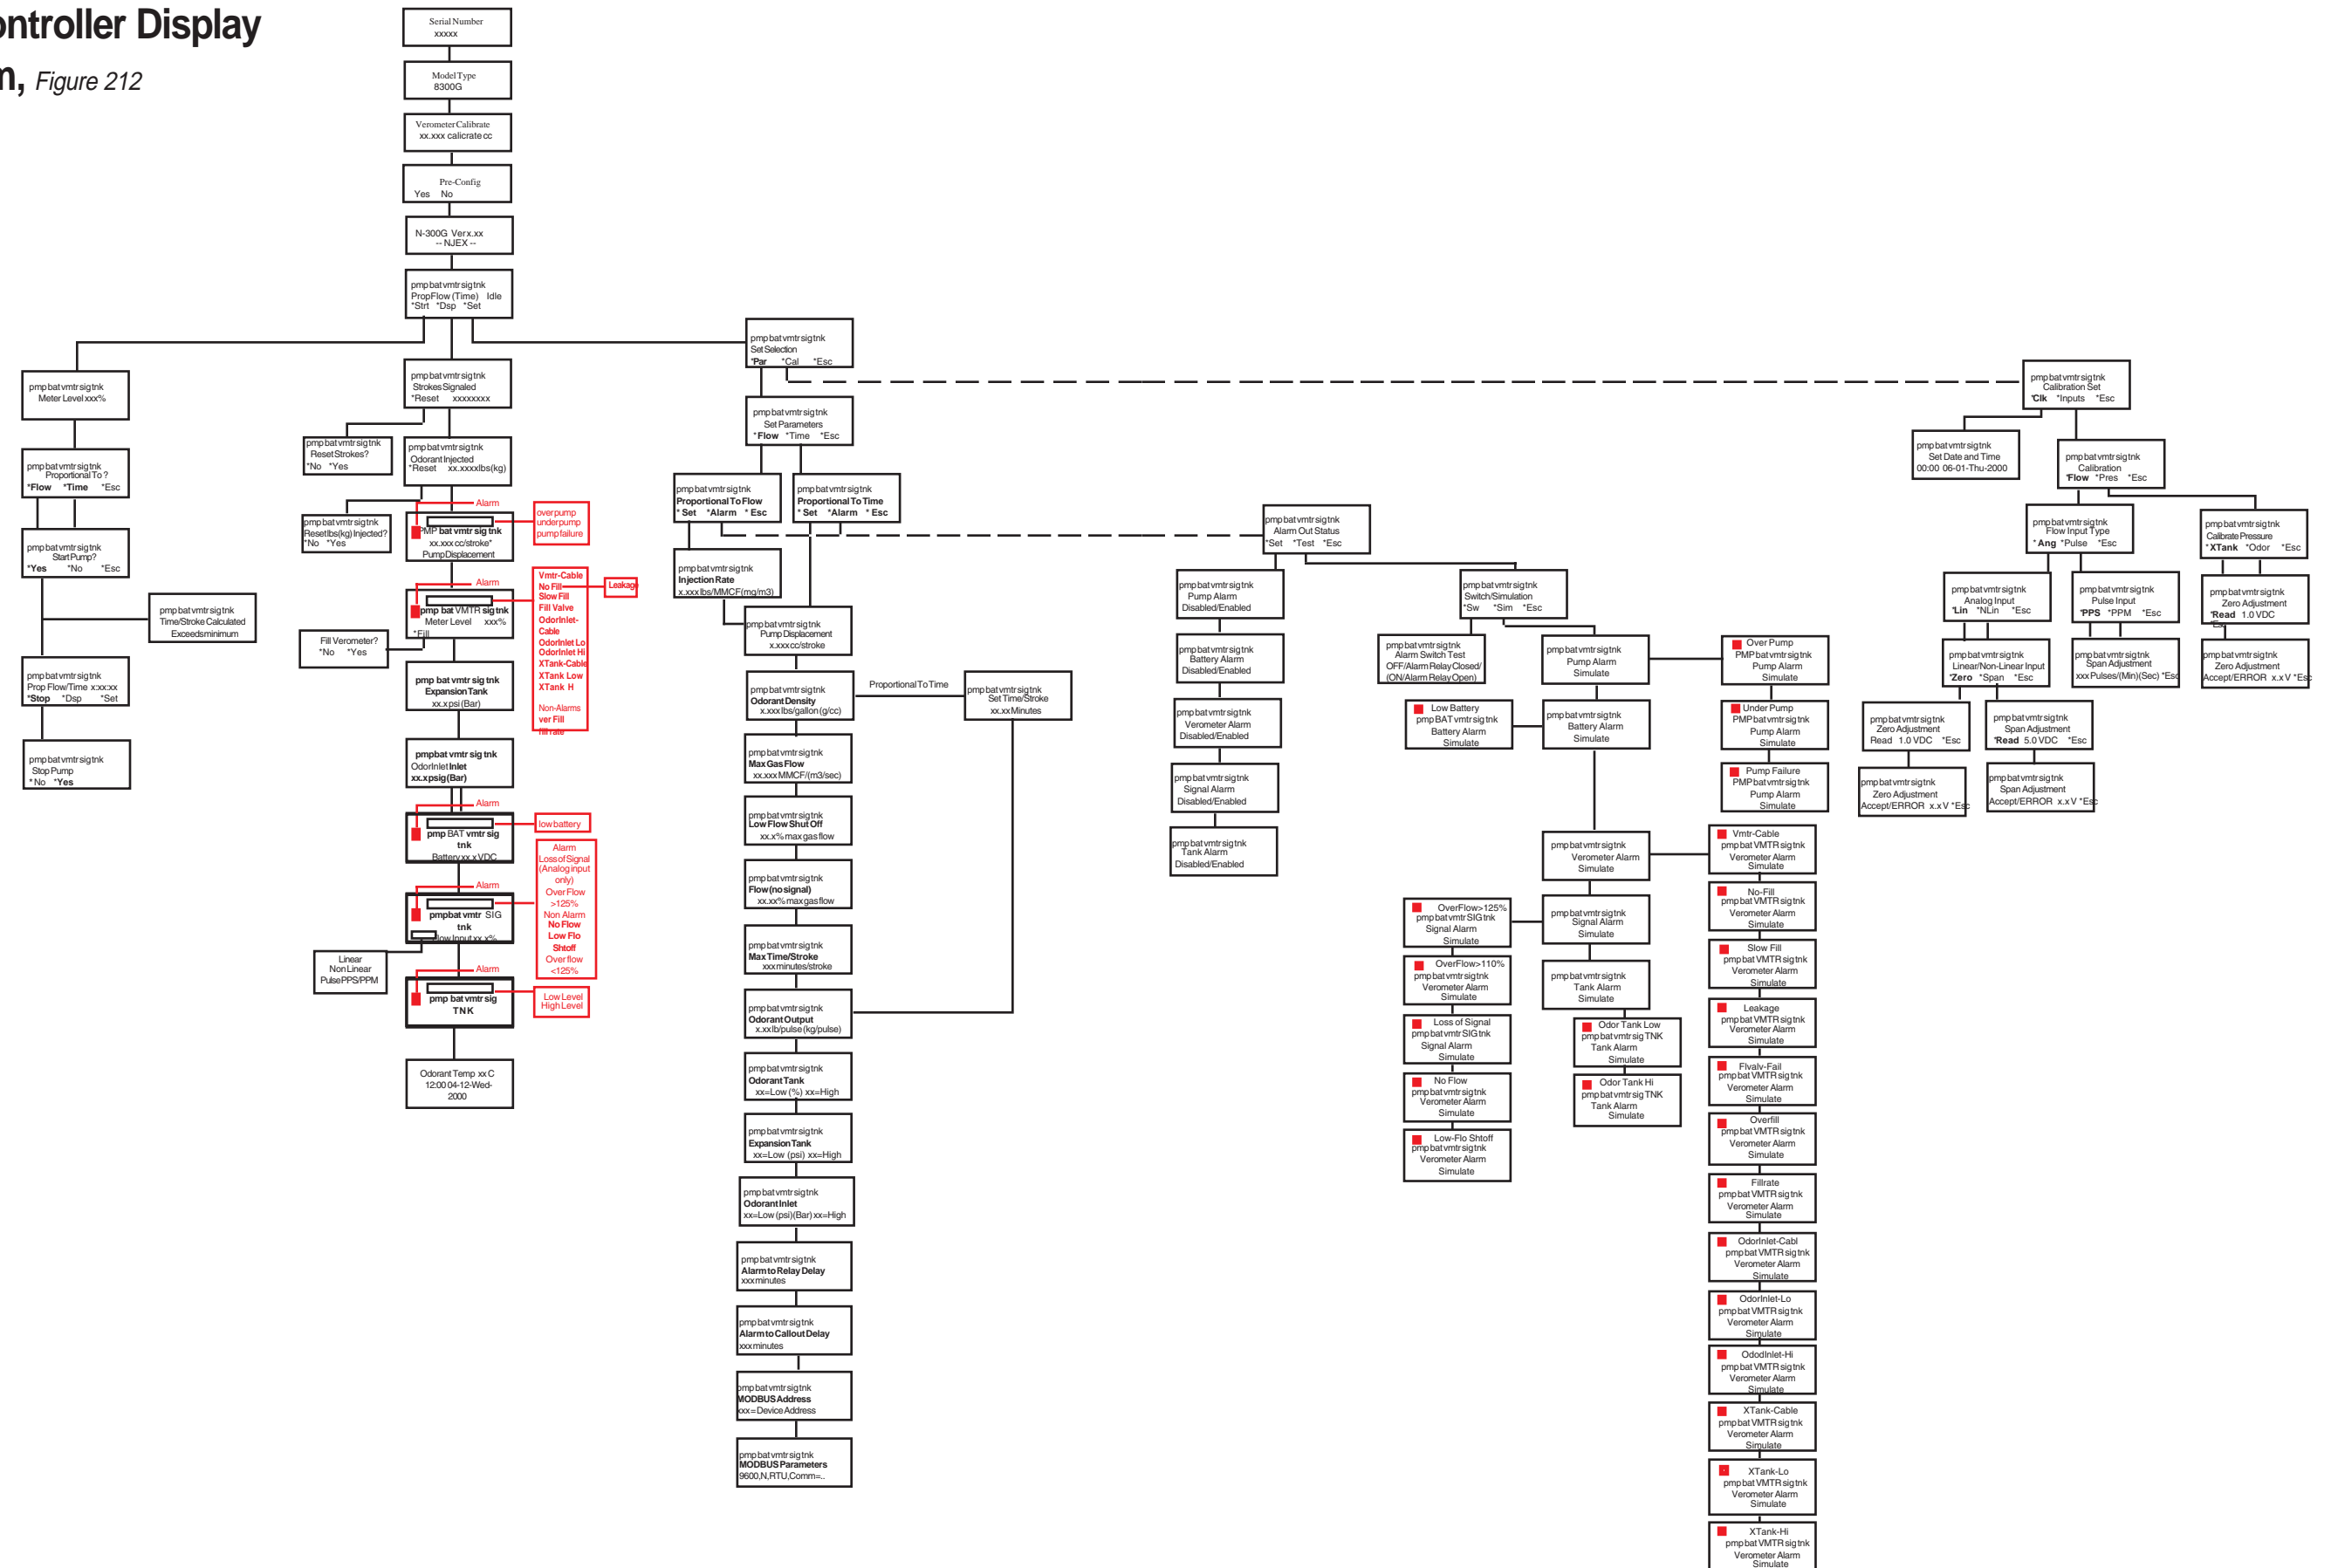 ontroller Display
m, Figure 212
Serial Number
xxxxx
Model Type
8300G
Verometer Calibrate
xx.xxx calicrate cc
Pre-Config
Yes No
N-300G Ver x.xx
-- NJEX --
pmp bat vmtr sig tnk
Prop Flow (Time) Idle
*Strt *Dsp *Set
pmp bat vmtr sig tnk
Meter Level xxx%
pmp bat vmtr sig tnk
Proportional To ?
*Flow *Time *Esc
pmp bat vmtr sig tnk
Start Pump?
*Yes *No *Esc
pmp bat vmtr sig tnk
Time/Stroke Calculated
Exceeds minimum
pmp bat vmtr sig tnk
Prop Flow/Time x:xx:xx
*Stop *Dsp *Set
pmp bat vmtr sig tnk
Stop Pump
* No *Yes
pmp bat vmtr sig tnk
Strokes Signaled
*Reset xxxxxxxx
pmp bat vmtr sig tnk
Reset Strokes?
*No *Yes
pmp bat vmtr sig tnk
Odorant Injected
*Reset xx.xxxxlbs(kg)
pmp bat vmtr sig tnk
Reset lbs(kg) Injected?
*No *Yes
Alarm
PMP bat vmtr sig tnk
xx.xxx cc/stroke*
Pump Displacement
over pump
under pump
pump failure
Alarm
pmp bat VMTR sig tnk
Meter Level xxx%
*Fill
Fill Verometer?
*No *Yes
Vmtr-Cable
No Fill
Slow Fill
Fill Valve
OdorInlet-
Cable
OdorInlet Lo
OdorInlet Hi
XTank-Cable
XTank Low
XTank H
Non-Alarms
ver Fill
fill rate
Leakage
pmp bat vmtr sig tnk
Expansion Tank
xx.x psi (Bar)
pmp bat vmtr sig tnk
OdorInlet Inlet
xx.x psig (Bar)
Alarm
pmp BAT vmtr sig
tnk
Battery xx.x VDC
low battery
Alarm
Loss of Signal
(Analog input
only)
Over Flow
>125%
Non Alarm
No Flow
Low Flo
Shtoff
Over flow
<125%
Alarm
pmp bat vmtr SIG
tnk
low Input xx.x%
Linear
Non Linear
Pulse PPS/PPM
Alarm
pmp bat vmtr sig
TNK
Low Level
High Level
Odorant Temp xx C
12:00 04-12-Wed-
2000
pmp bat vmtr sig tnk
Set Selection
*Par *Cal *Esc
pmp bat vmtr sig tnk
Set Parameters
*Flow *Time *Esc
pmp bat vmtr sig tnk
Proportional To Flow
* Set *Alarm * Esc
pmp bat vmtr sig tnk
Proportional To Time
* Set *Alarm * Esc
pmp bat vmtr sig tnk
Injection Rate
x.xxx lbs/MMCF(mg/m3)
pmp bat vmtr sig tnk
Pump Displacement
x.xxx cc/stroke
pmp bat vmtr sig tnk
Odorant Density
x.xxx lbs/gallon (g/cc)
Proportional To Time
pmp bat vmtr sig tnk
Set Time/Stroke
xx.xx Minutes
pmp bat vmtr sig tnk
Max Gas Flow
xx.xxx MMCF/(m3/sec)
pmp bat vmtr sig tnk
Low Flow Shut Off
xx.x% max gas flow
pmp bat vmtr sig tnk
Flow (no signal)
xx.xx% max gas flow
pmp bat vmtr sig tnk
Max Time/Stroke
xxx minutes/stroke
pmp bat vmtr sig tnk
Odorant Output
x.xx lb/pulse (kg/pulse)
pmp bat vmtr sig tnk
Odorant Tank
xx=Low (%) xx=High
pmp bat vmtr sig tnk
Expansion Tank
xx=Low (psi) xx=High
pmp bat vmtr sig tnk
Odorant Inlet
xx=Low (psi)(Bar) xx=High
pmp bat vmtr sig tnk
Alarm to Relay Delay
xxx minutes
pmp bat vmtr sig tnk
Alarm to Callout Delay
xxx minutes
pmp bat vmtr sig tnk
MODBUS Address
xxx = Device Address
pmp bat vmtr sig tnk
MODBUS Parameters
9600,N,RTU,Comm=..
pmp bat vmtr sig tnk
Alarm Out Status
*Set *Test *Esc
pmp bat vmtr sig tnk
Pump Alarm
Disabled/Enabled
pmp bat vmtr sig tnk
Battery Alarm
Disabled/Enabled
pmp bat vmtr sig tnk
Verometer Alarm
Disabled/Enabled
pmp bat vmtr sig tnk
Signal Alarm
Disabled/Enabled
pmp bat vmtr sig tnk
Tank Alarm
Disabled/Enabled
pmp bat vmtr sig tnk
Switch/Simulation
*Sw *Sim *Esc
pmp bat vmtr sig tnk
Alarm Switch Test
OFF/Alarm Relay Closed/
(ON/Alarm Relay Open)
pmp bat vmtr sig tnk
Pump Alarm
Simulate
Over Pump
PMP bat vmtr sig tnk
Pump Alarm
Simulate
Under Pump
PMP bat vmtr sig tnk
Pump Alarm
Simulate
Pump Failure
PMP bat vmtr sig tnk
Pump Alarm
Simulate
Low Battery
pmp BAT vmtr sig tnk
Battery Alarm
Simulate
pmp bat vmtr sig tnk
Battery Alarm
Simulate
pmp bat vmtr sig tnk
Verometer Alarm
Simulate
pmp bat vmtr sig tnk
Signal Alarm
Simulate
pmp bat vmtr sig tnk
Tank Alarm
Simulate
OverFlow>125%
pmp bat vmtr SIG tnk
Signal Alarm
Simulate
OverFlow>110%
pmp bat vmtr sig tnk
Verometer Alarm
Simulate
Loss of Signal
pmp bat vmtr SIG tnk
Signal Alarm
Simulate
No Flow
pmp bat vmtr sig tnk
Verometer Alarm
Simulate
Low-Flo Shtoff
pmp bat vmtr sig tnk
Verometer Alarm
Simulate
Odor Tank Low
pmp bat vmtr sig TNK
Tank Alarm
Simulate
Odor Tank Hi
pmp bat vmtr sig TNK
Tank Alarm
Simulate
Vmtr-Cable
pmp bat VMTR sig tnk
Verometer Alarm
Simulate
No-Fill
pmp bat VMTR sig tnk
Verometer Alarm
Simulate
Slow Fill
pmp bat VMTR sig tnk
Verometer Alarm
Simulate
Leakage
pmp bat VMTR sig tnk
Verometer Alarm
Simulate
Flvalv-Fail
pmp bat VMTR sig tnk
Verometer Alarm
Simulate
Overfill
pmp bat VMTR sig tnk
Verometer Alarm
Simulate
Fillrate
pmp bat VMTR sig tnk
Verometer Alarm
Simulate
OdorInlet-Cabl
pmp bat VMTR sig tnk
Verometer Alarm
Simulate
OdorInlet-Lo
pmp bat VMTR sig tnk
Verometer Alarm
Simulate
OdodInlet-Hi
pmp bat VMTR sig tnk
Verometer Alarm
Simulate
XTank-Cable
pmp bat VMTR sig tnk
Verometer Alarm
Simulate
XTank-Lo
pmp bat VMTR sig tnk
Verometer Alarm
Simulate
XTank-Hi
pmp bat VMTR sig tnk
Verometer Alarm
Simulate
pmp bat vmtr sig tnk
Calibration Set
*Clk *Inputs *Esc
pmp bat vmtr sig tnk
Set Date and Time
00:00 06-01-Thu-2000
pmp bat vmtr sig tnk
Calibration
*Flow *Pres *Esc
pmp bat vmtr sig tnk
Flow Input Type
* Ang *Pulse *Esc
pmp bat vmtr sig tnk
Calibrate Pressure
* XTank *Odor *Esc
pmp bat vmtr sig tnk
Analog Input
*Lin *NLin *Esc
pmp bat vmtr sig tnk
Pulse Input
*PPS *PPM *Esc
pmp bat vmtr sig tnk
Zero Adjustment
*Read 1.0 VDC
*Esc
pmp bat vmtr sig tnk
Linear/Non-Linear Input
*Zero *Span *Esc
pmp bat vmtr sig tnk
Span Adjustment
xxx Pulses/(Min)(Sec) *Esc
pmp bat vmtr sig tnk
Zero Adjustment
Accept/ERROR x.x V *Esc
pmp bat vmtr sig tnk
Zero Adjustment
Read 1.0 VDC *Esc
pmp bat vmtr sig tnk
Span Adjustment
*Read 5.0 VDC *Esc
pmp bat vmtr sig tnk
Zero Adjustment
Accept/ERROR x.x V *Esc
pmp bat vmtr sig tnk
Span Adjustment
Accept/ERROR x.x V *Esc